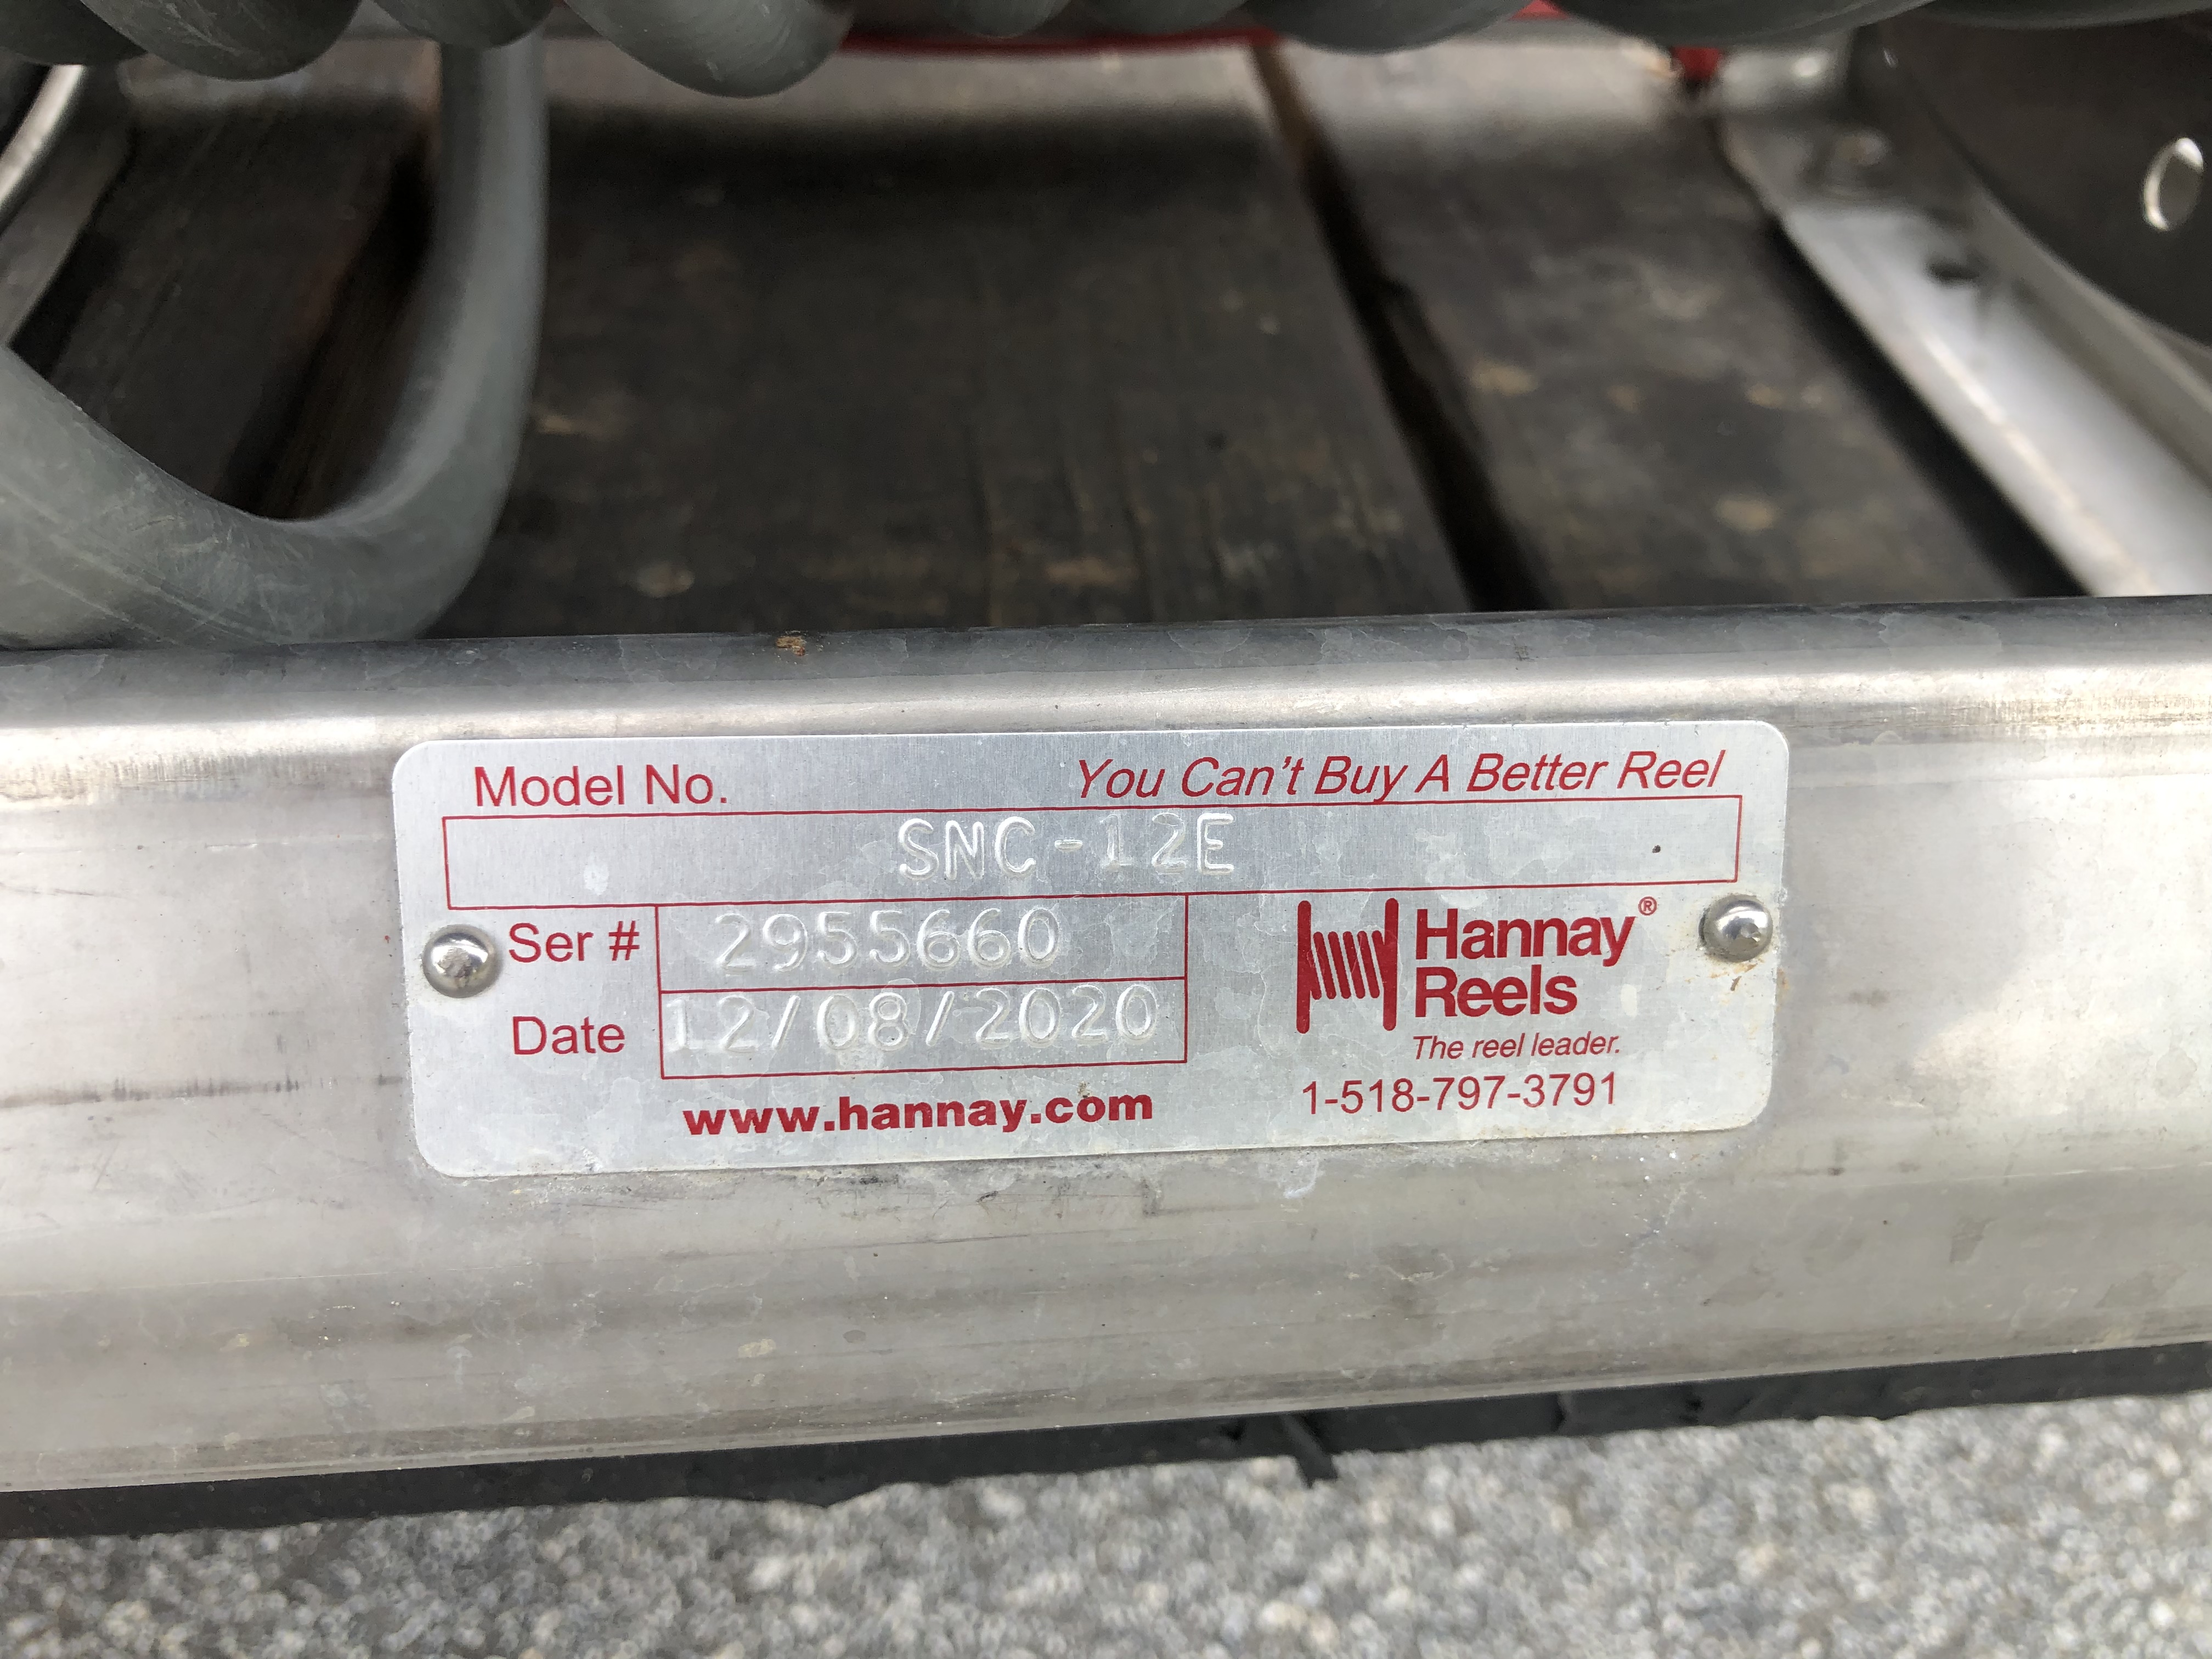 Model No. You Can't Buy A Better Reel
SNC-12E
Ser # 2955660
Date 12/08/2020
Hannay®
Reels
The reel leader.
www.hannay.com 1-518-797-3791